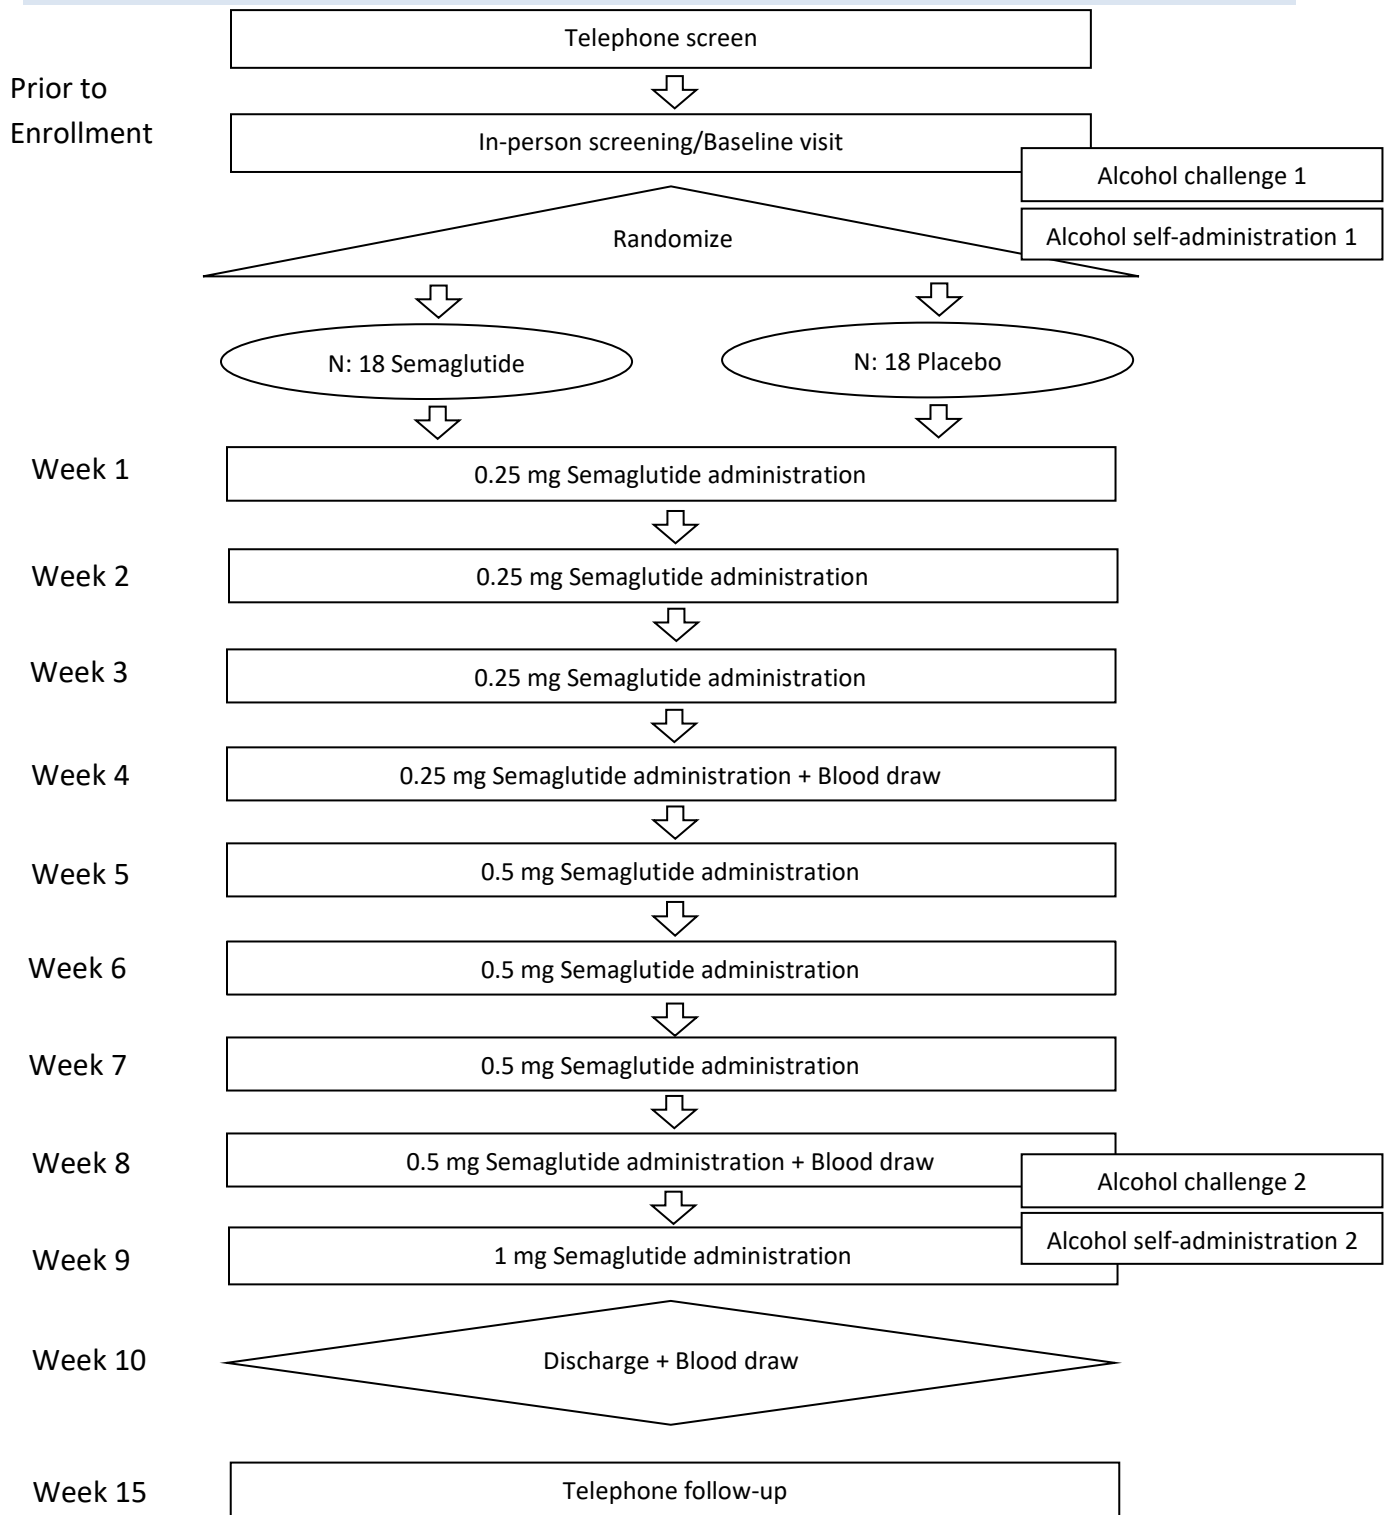 Telephone screen
Prior to
Enrollment
In-person screening/Baseline visit
Alcohol challenge 1
Alcohol self-administration 1
Randomize
N: 18 Semaglutide
N: 18 Placebo
Week 1
0.25 mg Semaglutide administration
Week 2
0.25 mg Semaglutide administration
Week 3
0.25 mg Semaglutide administration
Week 4
0.25 mg Semaglutide administration + Blood draw
Week 5
0.5 mg Semaglutide administration
Week 6
0.5 mg Semaglutide administration
Week 7
0.5 mg Semaglutide administration
Week 8
0.5 mg Semaglutide administration + Blood draw
Alcohol challenge 2
Alcohol self-administration 2
Week 9
1 mg Semaglutide administration
Week 10
Discharge + Blood draw
Week 15
Telephone follow-up